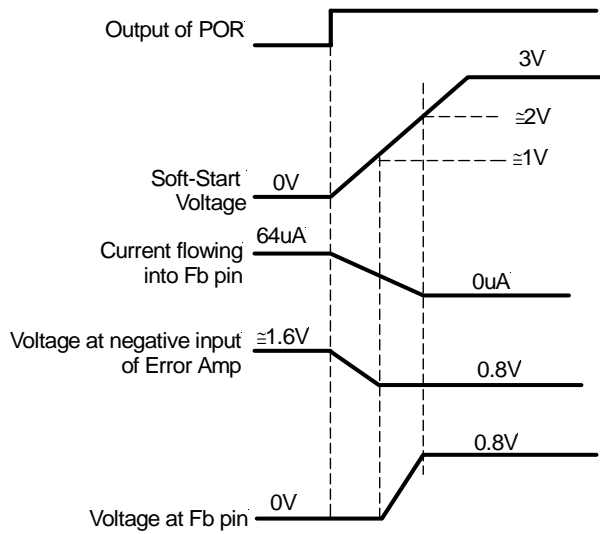 Output of POR
3V
≅2V
≅1V
Soft-Start
Voltage
0V
64uA
Current flowing
into Fb pin
0uA
Voltage at negative input
of Error Amp
≅1.6V
0.8V
0.8V
0V
Voltage at Fb pin